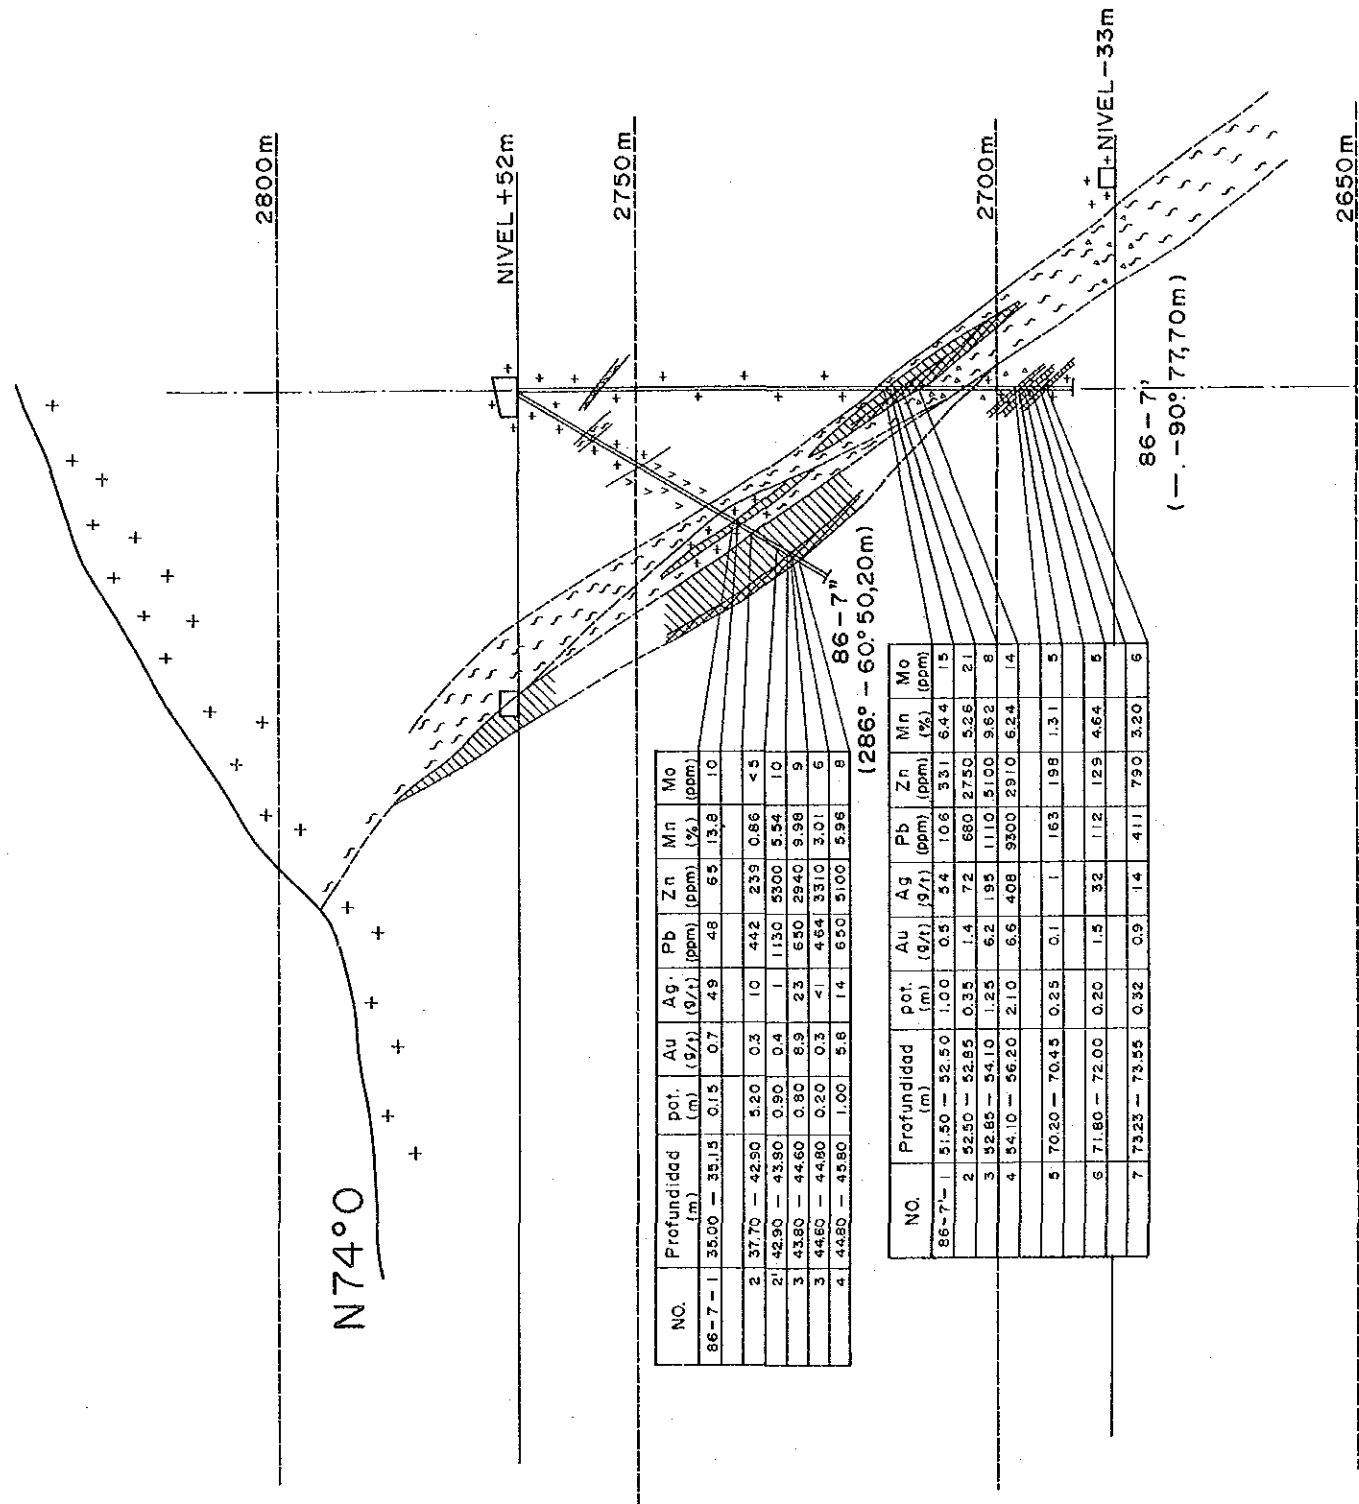 N74°O
2800m
NIVEL +52m
2750m
2700m
NIVEL-33m
2650m
86-7"
(286° - 60° 50,20m)
86-7'
(—. -90° 77,70m)
NO. Profundidad (m) pot. (m) Au (g/t) Ag. (g/t) Pb (ppm) Zn (ppm) Mn (%) Mo (ppm)
86-7-1 35.00 - 35.15 0.15 0.7 49 48 65 13.8 10
2 37.70 - 42.90 5.20 0.3 10 442 239 0.86 <5
2' 42.90 - 43.80 0.90 0.4 1 1130 5300 5.54 10
3 43.80 - 44.60 0.80 8.9 23 650 2940 9.98 9
3 44.60 - 44.80 0.20 0.3 <1 464 3310 3.01 6
4 44.80 - 45.80 1.00 5.8 14 650 5100 5.96 8
NO. Profundidad (m) pot. (m) Au (g/t) Ag (g/t) Pb (ppm) Zn (ppm) Mn (%) Mo (ppm)
86-7'-1 51.50 - 52.50 1.00 0.5 54 106 331 6.44 15
2 52.50 - 52.85 0.35 1.4 72 680 2750 5.26 21
3 52.85 - 54.10 1.25 6.2 195 1110 5100 9.62 8
4 54.10 - 56.20 2.10 6.6 408 9300 2910 6.24 14
5 70.20 - 70.45 0.25 0.1 1 163 198 1.31 5
6 71.80 - 72.00 0.20 1.5 32 112 129 4.64 5
7 73.23 - 73.55 0.32 0.9 14 411 790 3.20 6